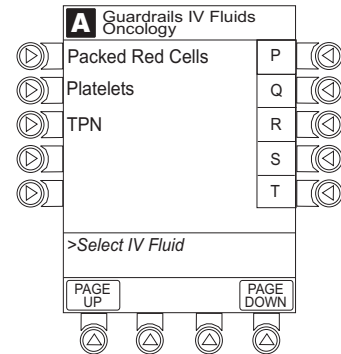 A Guardrails IV Fluids
Oncology
Packed Red Cells P
Platelets Q
TPN R
S
T
>Select IV Fluid
PAGE
UP
PAGE
DOWN